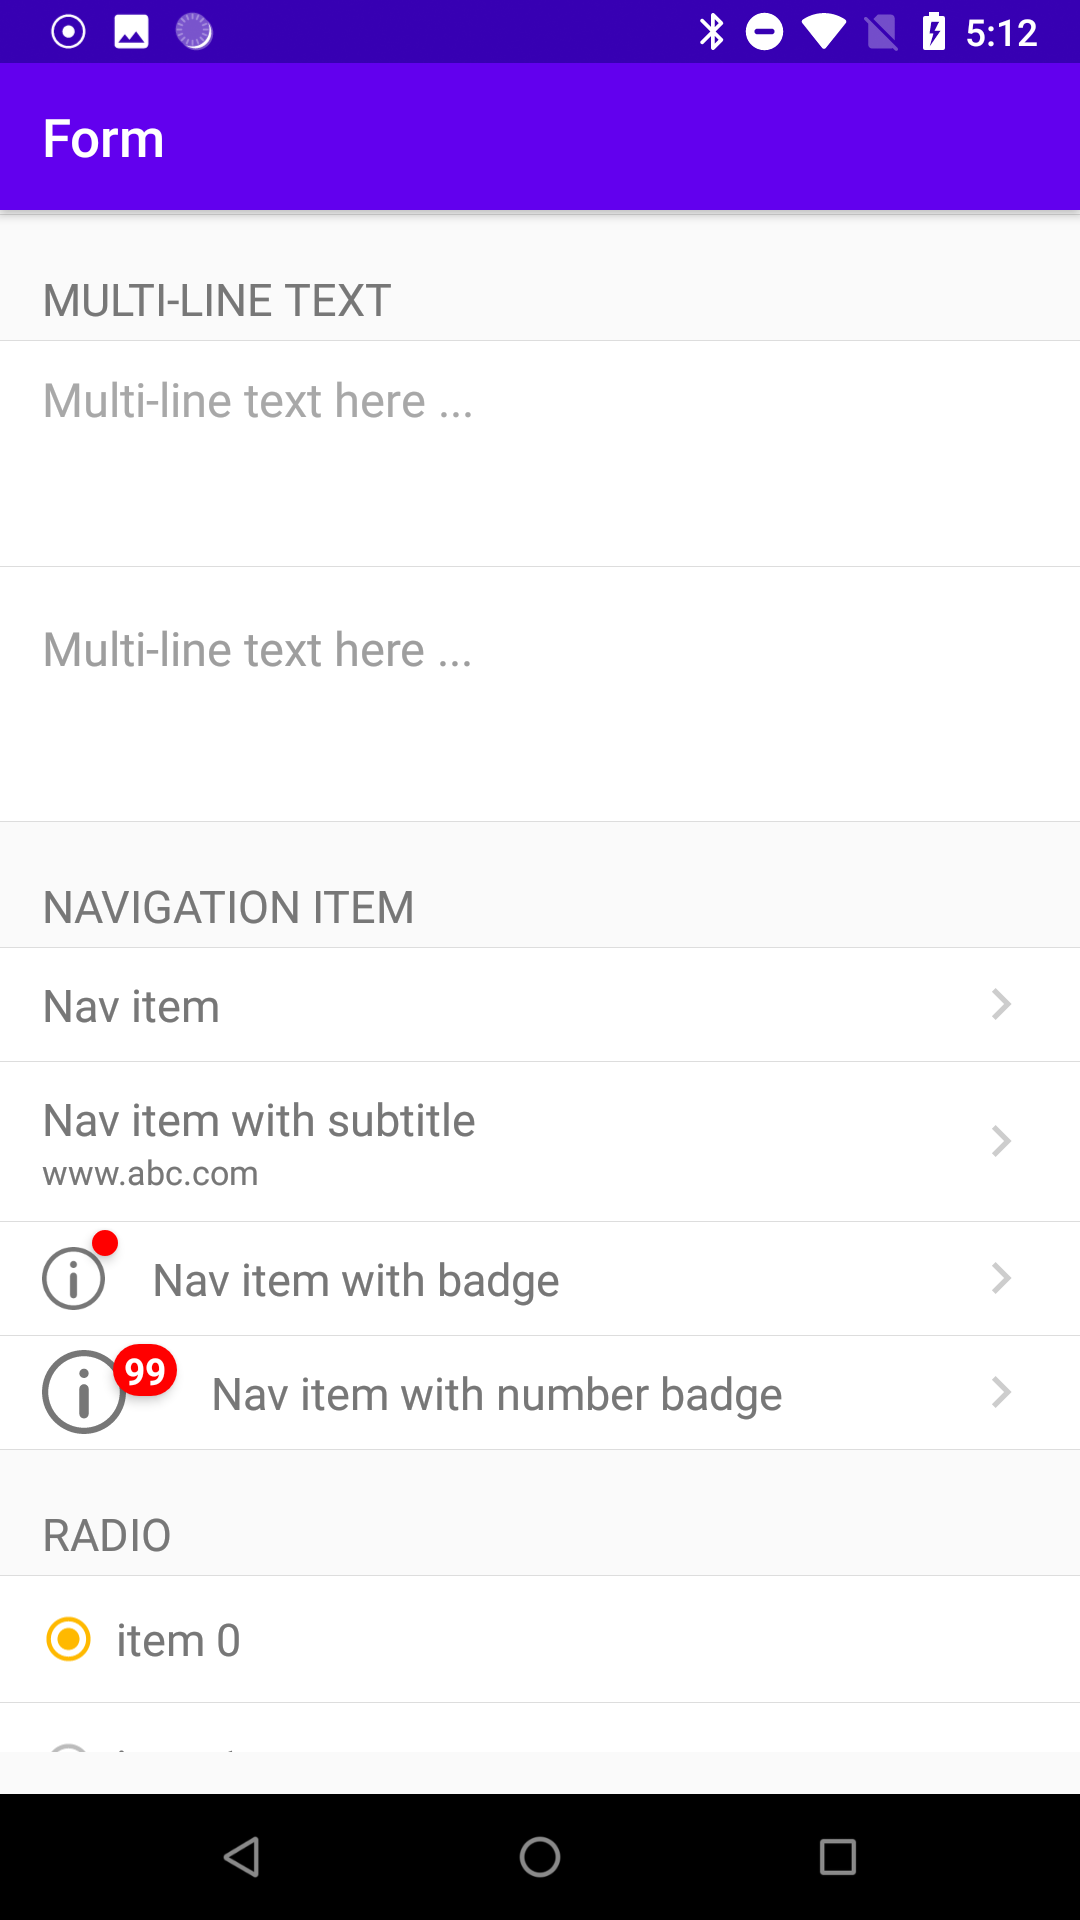 5:12
Form
MULTI-LINE TEXT
Multi-line text here ...
Multi-line text here ...
NAVIGATION ITEM
Nav item
Nav item with subtitle
www.abc.com
Nav item with badge
99
Nav item with number badge
RADIO
item 0